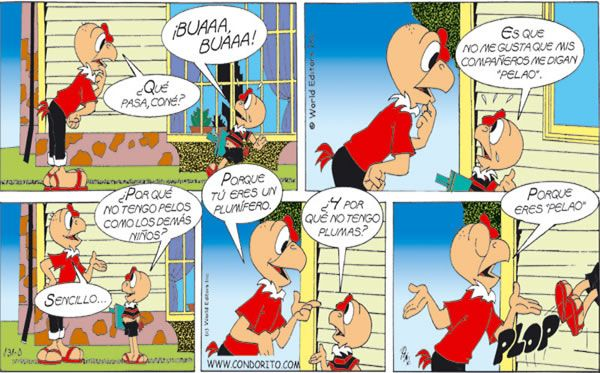 ¿QUÉ
PASA, CONÉ?
¡BUAAA,
BUAAA!
© World Editors Inc.
ES QUE
NO ME GUSTA QUE MIS
COMPAÑEROS ME DIGAN
"PELAO".
¿POR QUÉ
NO TENGO PELOS
COMO LOS DEMÁS
NIÑOS?
SENCILLO...
131-D
PORQUE
TÚ ERES UN
PLUMÍFERO.
¿Y POR
QUÉ NO TENGO
PLUMAS?
(c) World Editors Inc.
WWW.CONDORITO.COM
PORQUE
ERES "PELAO"
PLOP